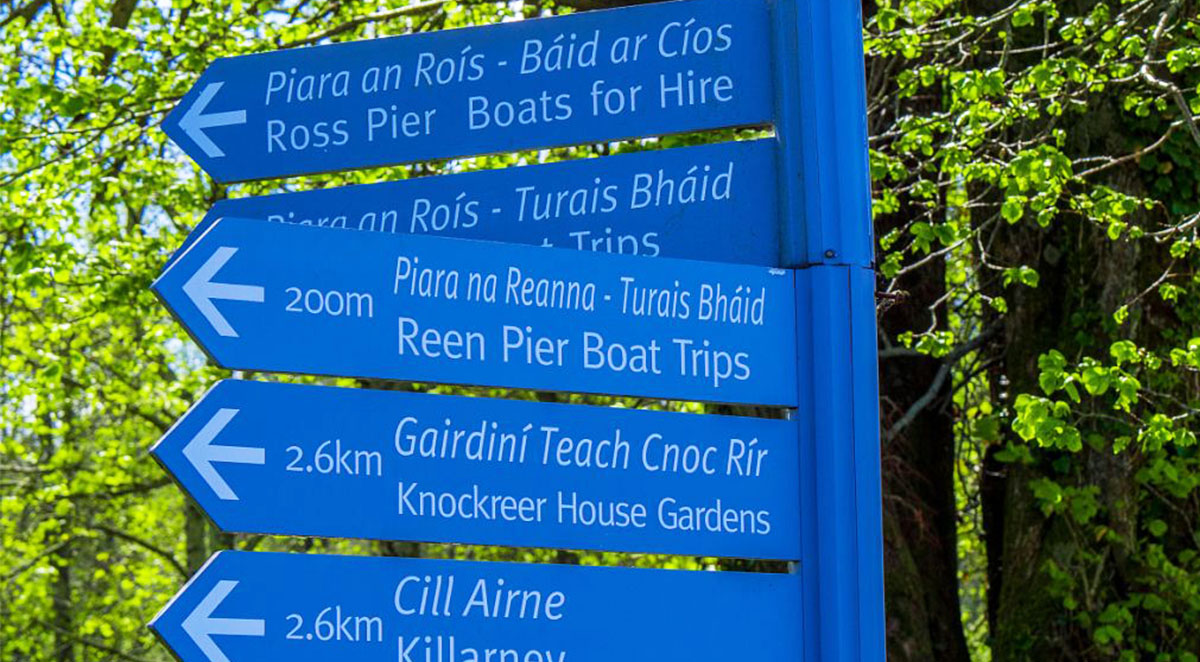 Piara an Roís - Báid ar Cíos
Ross Pier Boats for Hire
Piara an Roís - Turais Bháid
Trips
Piara na Reanna - Turais Bháid
200m
Reen Pier Boat Trips
Gairdiní Teach Cnoc Rír
2.6km
Knockreer House Gardens
Cill Airne
2.6km
Killarney